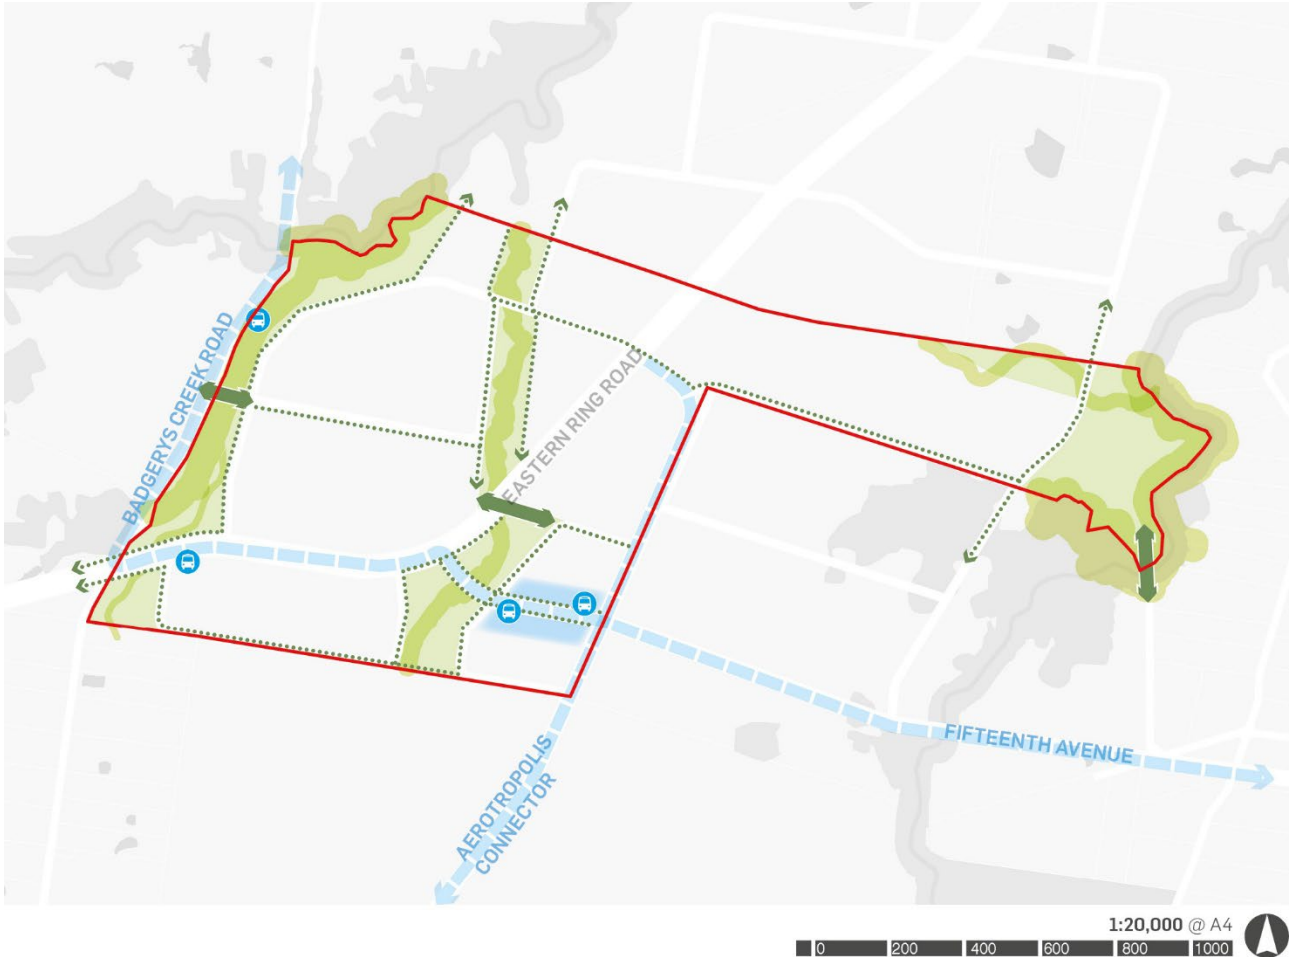 BADGERYS CREEK ROAD
EASTERN RING ROAD
AEROTROPOLIS
CONNECTOR
FIFTEENTH AVENUE
1:20,000 @ A4
0 200 400 600 800 1000